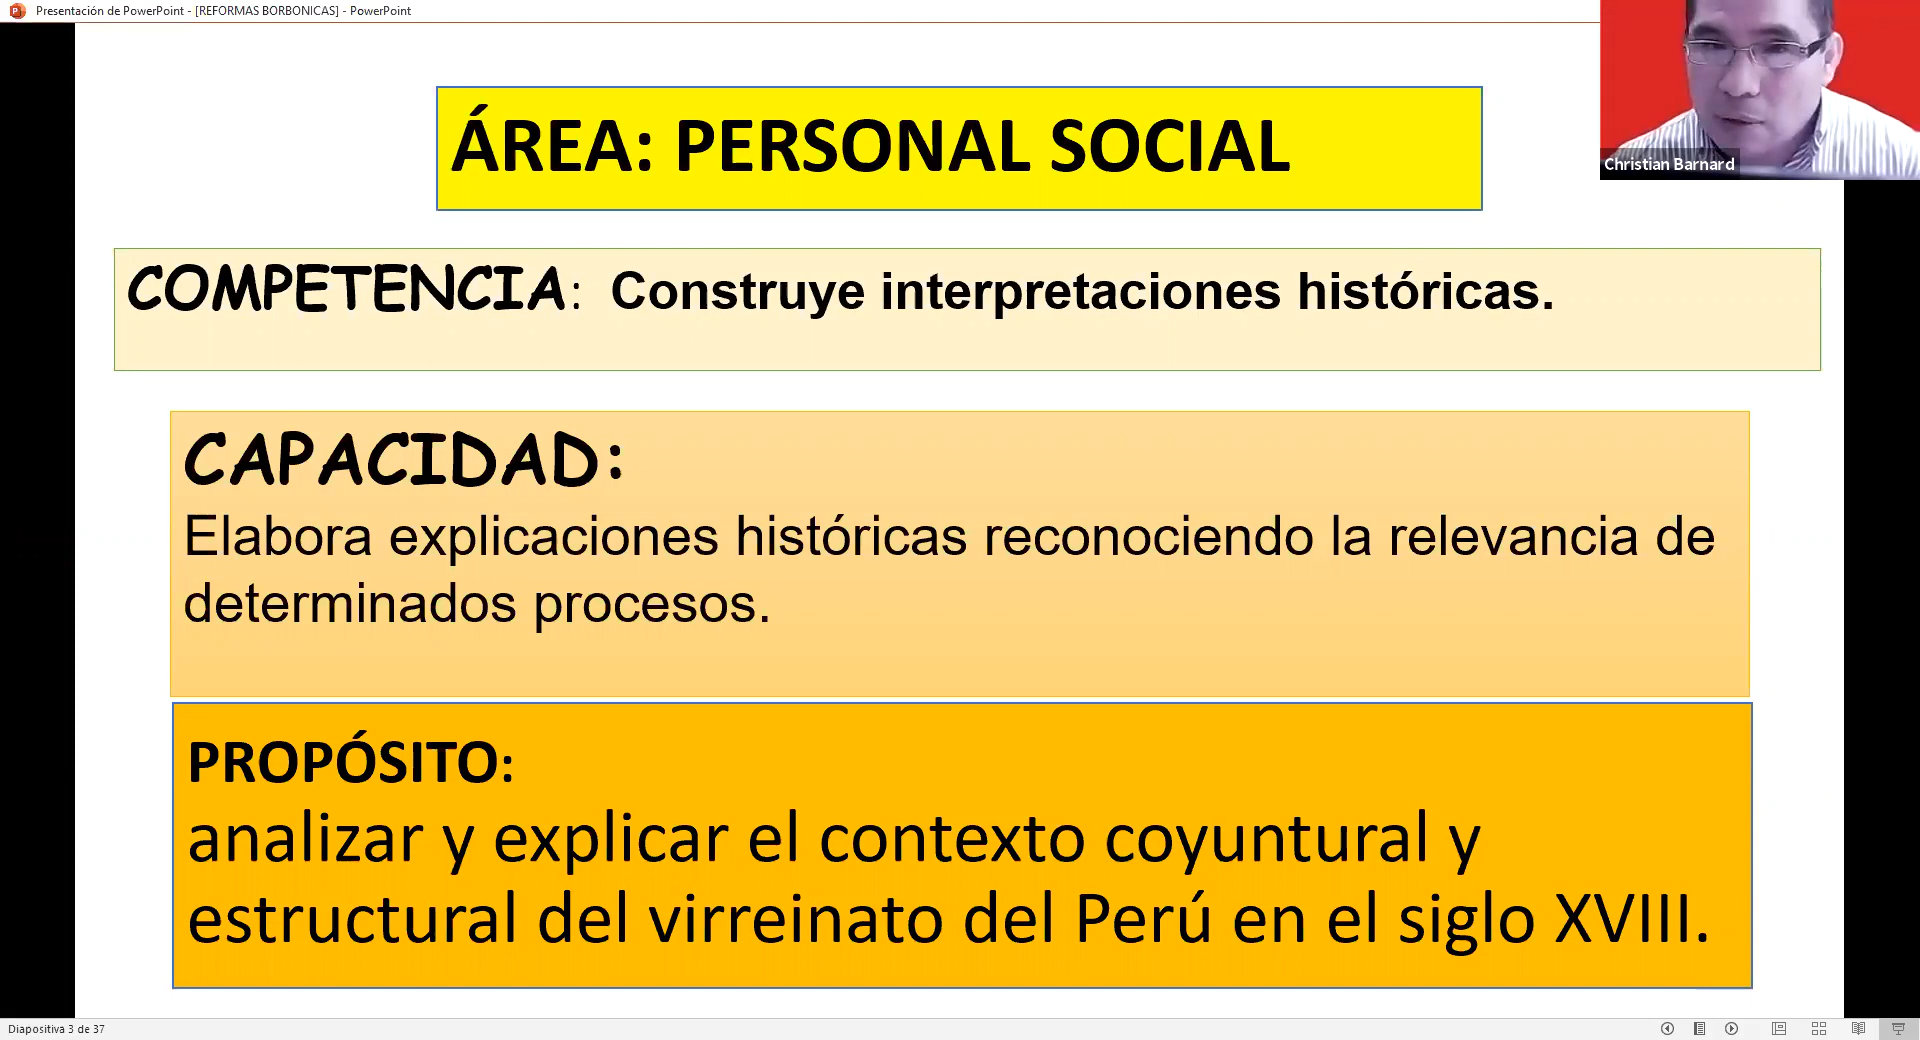 Presentación de PowerPoint - [REFORMAS BORBONICAS] - PowerPoint
Christian Barnard
ÁREA: PERSONAL SOCIAL
COMPETENCIA: Construye interpretaciones históricas.
CAPACIDAD:
Elabora explicaciones históricas reconociendo la relevancia de
determinados procesos.
PROPÓSITO:
analizar y explicar el contexto coyuntural y
estructural del virreinato del Perú en el siglo XVIII.
Diapositiva 3 de 37